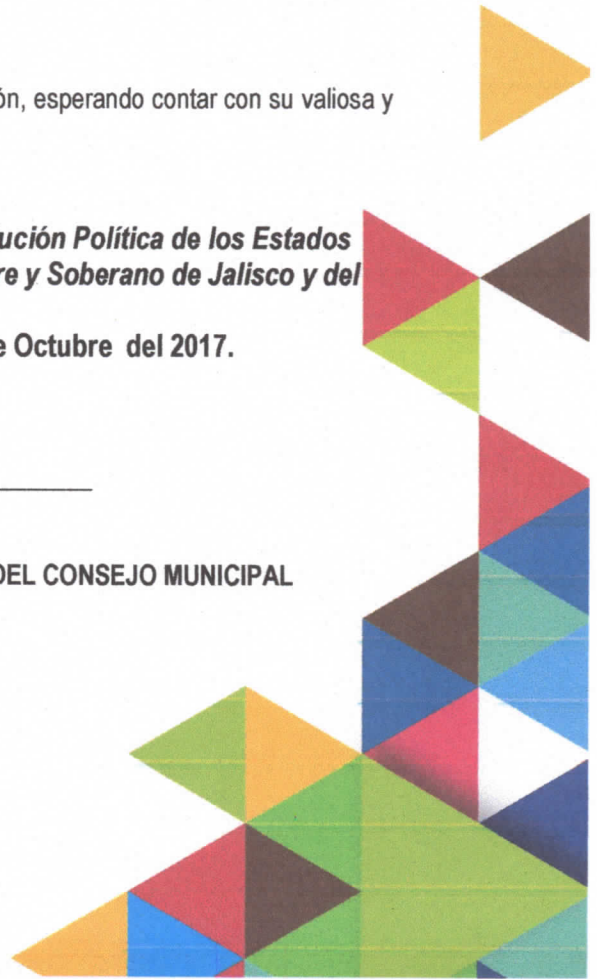 ón, esperando contar con su valiosa y
ución Política de los Estados
re y Soberano de Jalisco y del
e Octubre del 2017.
DEL CONSEJO MUNICIPAL